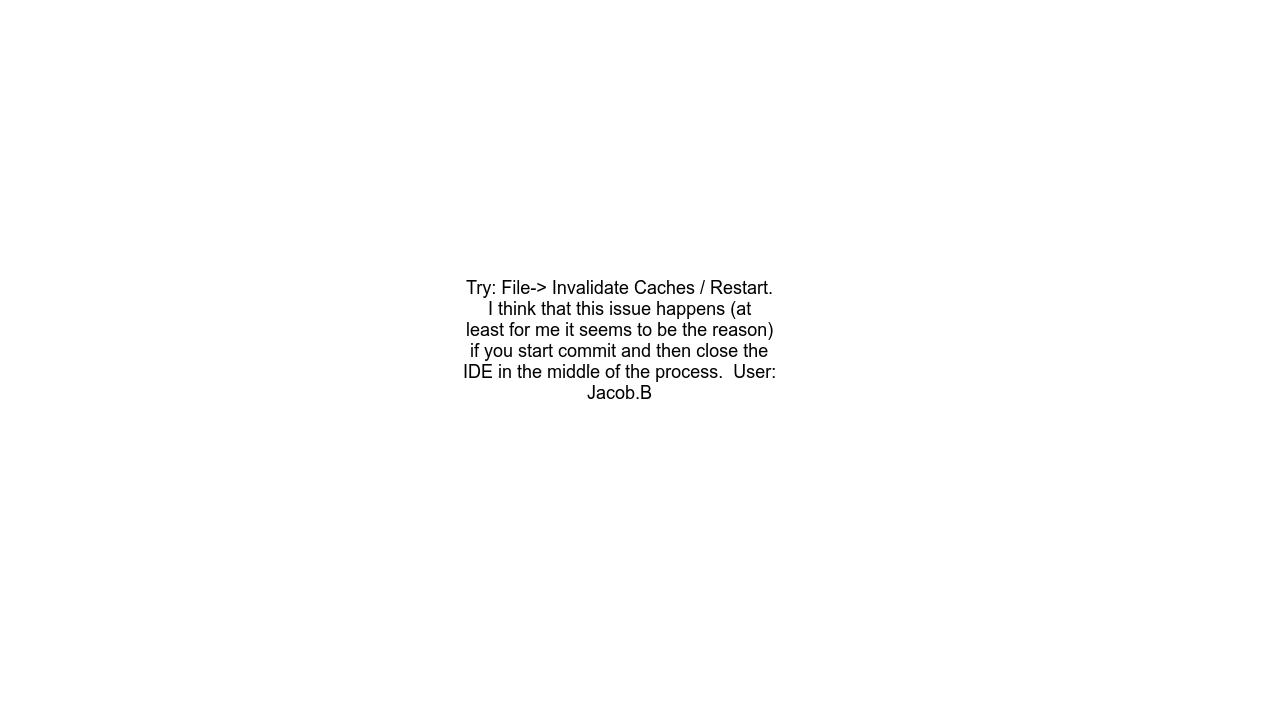 Try: File-> Invalidate Caches / Restart.
I think that this issue happens (at
least for me it seems to be the reason)
if you start commit and then close the
IDE in the middle of the process.  User:
Jacob.B